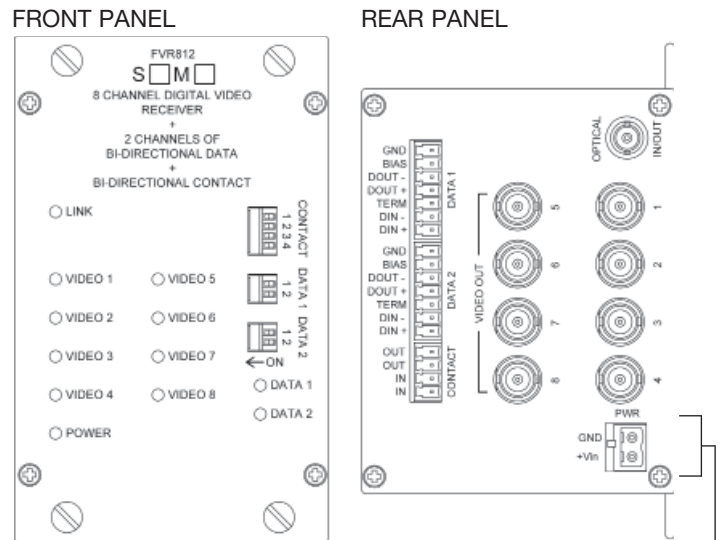 FRONT PANEL
FVR812
S M
8 CHANNEL DIGITAL VIDEO
RECEIVER
+
2 CHANNELS OF
BI-DIRECTIONAL DATA
+
BI-DIRECTIONAL CONTACT
LINK
1 2 3 4
CONTACT
VIDEO 1
VIDEO 5
1 2
DATA 1
VIDEO 2
VIDEO 6
1 2
DATA 2
←ON
VIDEO 3
VIDEO 7
DATA 1
VIDEO 4
VIDEO 8
DATA 2
POWER
REAR PANEL
OPTICAL
IN/OUT
GND
BIAS
DOUT -
DOUT +
TERM
DIN -
DIN +
DATA 1
GND
BIAS
DOUT -
DOUT +
TERM
DIN -
DIN +
DATA 2
OUT
OUT
IN
IN
CONTACT
VIDEO OUT
5
1
6
2
7
3
8
4
PWR
GND
+Vin